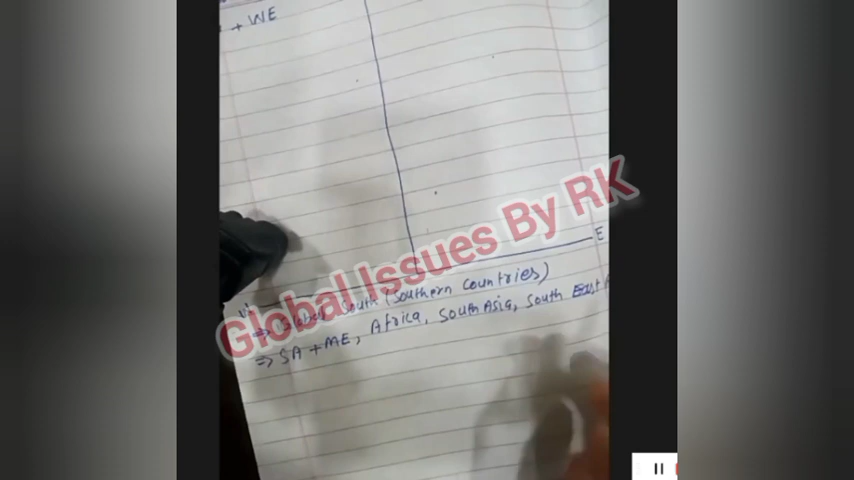 + WE
Global Issues By RK
E
W
⇒ Global South (Southern Countries)
⇒ SA + ME, Africa, South Asia, South East